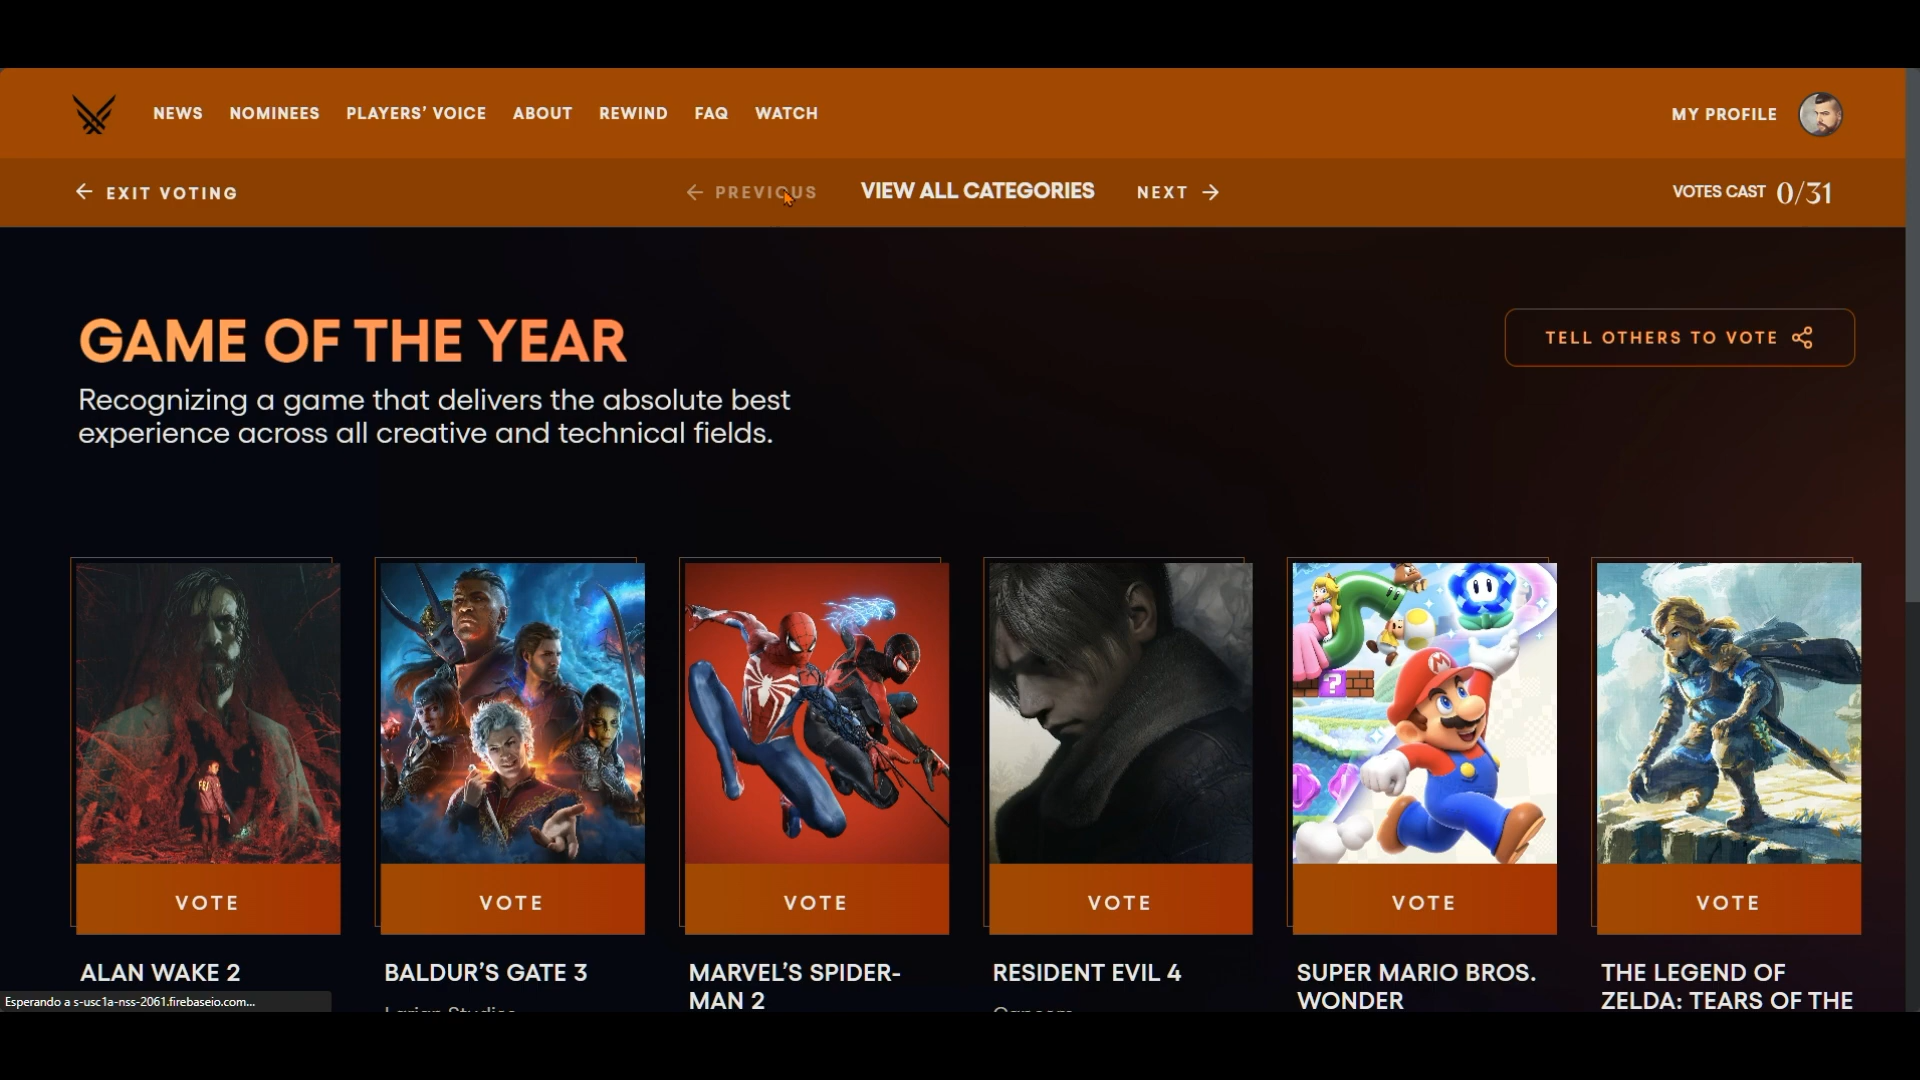 NEWS NOMINEES PLAYERS' VOICE ABOUT REWIND FAQ WATCH MY PROFILE
EXIT VOTING PREVIOUS VIEW ALL CATEGORIES NEXT VOTES CAST 0/31
GAME OF THE YEAR
TELL OTHERS TO VOTE
Recognizing a game that delivers the absolute best
experience across all creative and technical fields.
FBI
M
?
VOTE VOTE VOTE VOTE VOTE VOTE
ALAN WAKE 2
BALDUR'S GATE 3
Larian Studios
MARVEL'S SPIDER-
MAN 2
RESIDENT EVIL 4
Capcom
SUPER MARIO BROS.
WONDER
THE LEGEND OF
ZELDA: TEARS OF THE
Esperando a s-usc1a-nss-2061.firebaseio.com...